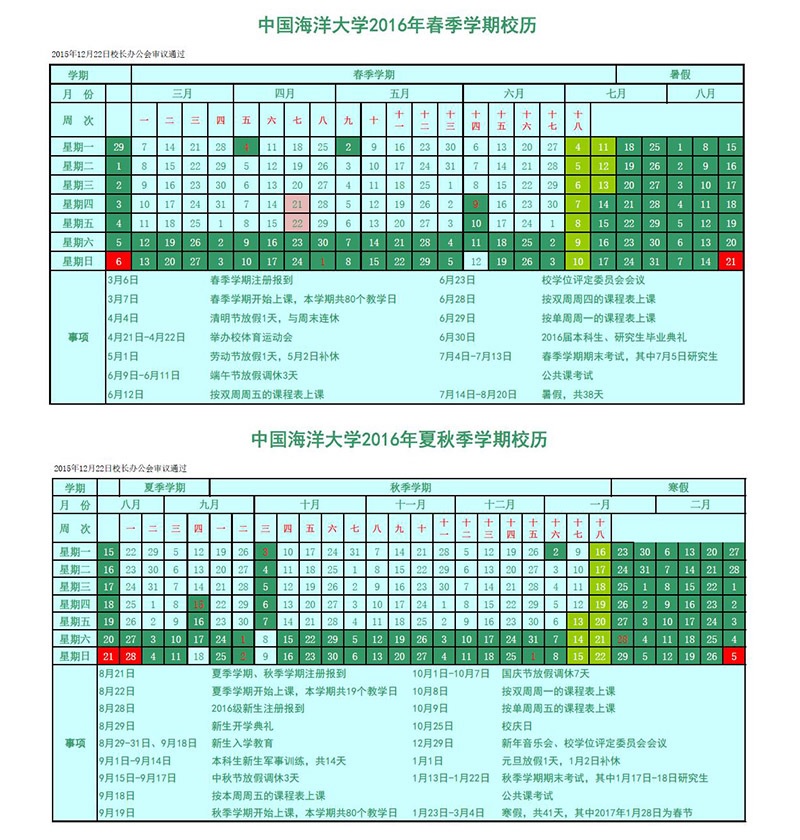 中国海洋大学2016年春季学期校历
2015年12月22日校长办公会审议通过
学期 春季学期 暑假
月 份 三月 四月 五月 六月 七月 八月
周 次 一 二 三 四 五 六 七 八 九 十 十一 十二 十三 十四 十五 十六 十七 十八
星期一 29 7 14 21 28 4 11 18 25 2 9 16 23 30 6 13 20 27 4 11 18 25 1 8 15
星期二 1 8 15 22 29 5 12 19 26 3 10 17 24 31 7 14 21 28 5 12 19 26 2 9 16
星期三 2 9 16 23 30 6 13 20 27 4 11 18 25 1 8 15 22 29 6 13 20 27 3 10 17
星期四 3 10 17 24 31 7 14 21 28 5 12 19 26 2 9 16 23 30 7 14 21 28 4 11 18
星期五 4 11 18 25 1 8 15 22 29 6 13 20 27 3 10 17 24 1 8 15 22 29 5 12 19
星期六 5 12 19 26 2 9 16 23 30 7 14 21 28 4 11 18 25 2 9 16 23 30 6 13 20
星期日 6 13 20 27 3 10 17 24 1 8 15 22 29 5 12 19 26 3 10 17 24 31 7 14 21
3月6日 春季学期注册报到 6月23日 校学位评定委员会会议
3月7日 春季学期开始上课，本学期共80个教学日 6月28日 按双周周四的课程表上课
4月4日 清明节放假1天，与周末连休 6月29日 按单周周一的课程表上课
事项 4月21日-4月22日 举办校体育运动会 6月30日 2016届本科生、研究生毕业典礼
5月1日 劳动节放假1天，5月2日补休 7月4日-7月13日 春季学期期末考试，其中7月5日研究生
6月9日-6月11日 端午节放假调休3天 公共课考试
6月12日 按双周周五的课程表上课 7月14日-8月20日 暑假，共38天
中国海洋大学2016年夏秋季学期校历
2015年12月22日校长办公会审议通过
学期 夏季学期 秋季学期 寒假
月 份 八月 九月 十月 十一月 十二月 一月 二月
周 次 一 二 三 四 一 二 三 四 五 六 七 八 九 十 十一 十二 十三 十四 十五 十六 十七 十八
星期一 15 22 29 5 12 19 26 3 10 17 24 31 7 14 21 28 5 12 19 26 2 9 16 23 30 6 13 20 27
星期二 16 23 30 6 13 20 27 4 11 18 25 1 8 15 22 29 6 13 20 27 3 10 17 24 31 7 14 21 28
星期三 17 24 31 7 14 21 28 5 12 19 26 2 9 16 23 30 7 14 21 28 4 11 18 25 1 8 15 22 1
星期四 18 25 1 8 15 22 29 6 13 20 27 3 10 17 24 1 8 15 22 29 5 12 19 26 2 9 16 23 2
星期五 19 26 2 9 16 23 30 7 14 21 28 4 11 18 25 2 9 16 23 30 6 13 20 27 3 10 17 24 3
星期六 20 27 3 10 17 24 1 8 15 22 29 5 12 19 26 3 10 17 24 31 7 14 21 28 4 11 18 25 4
星期日 21 28 4 11 18 25 2 9 16 23 30 6 13 20 27 4 11 18 25 1 8 15 22 29 5 12 19 26 5
8月21日 夏季学期、秋季学期注册报到 10月1日-10月7日 国庆节放假调休7天
8月22日 夏季学期开始上课，本学期共19个教学日 10月8日 按双周周一的课程表上课
8月28日 2016级新生注册报到 10月9日 按单周周五的课程表上课
8月29日 新生开学典礼 10月25日 校庆日
事项 8月29-31日、9月18日 新生入学教育 12月29日 新年音乐会、校学位评定委员会会议
9月1日-9月14日 本科生新生军事训练，共14天 1月1日 元旦放假1天，1月2日补休
9月15日-9月17日 中秋节放假调休3天 1月13日-1月22日 秋季学期期末考试，其中1月17日-18日研究生
9月18日 按本周周五的课程表上课 公共课考试
9月19日 秋季学期开始上课，本学期共80个教学日 1月23日-3月4日 寒假，共41天，其中2017年1月28日为春节